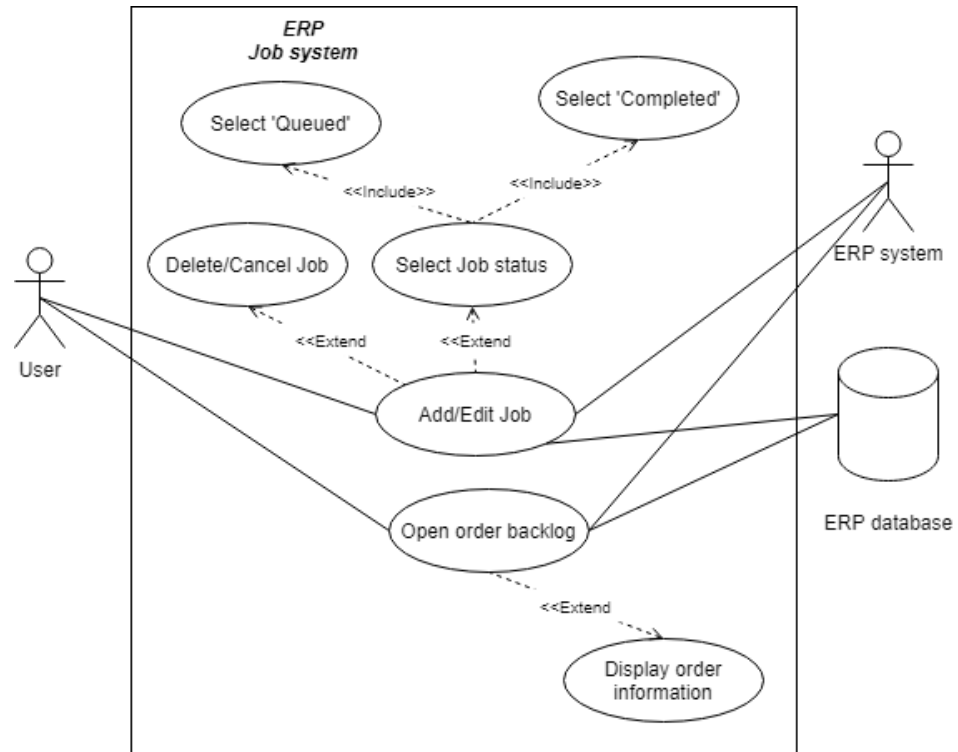 ERP
Job system
Select 'Queued'
Select 'Completed'
<<Include>>
<<Include>>
Delete/Cancel Job
Select Job status
ERP system
<<Extend
<<Extend
User
Add/Edit Job
Open order backlog
ERP database
<<Extend
Display order
information